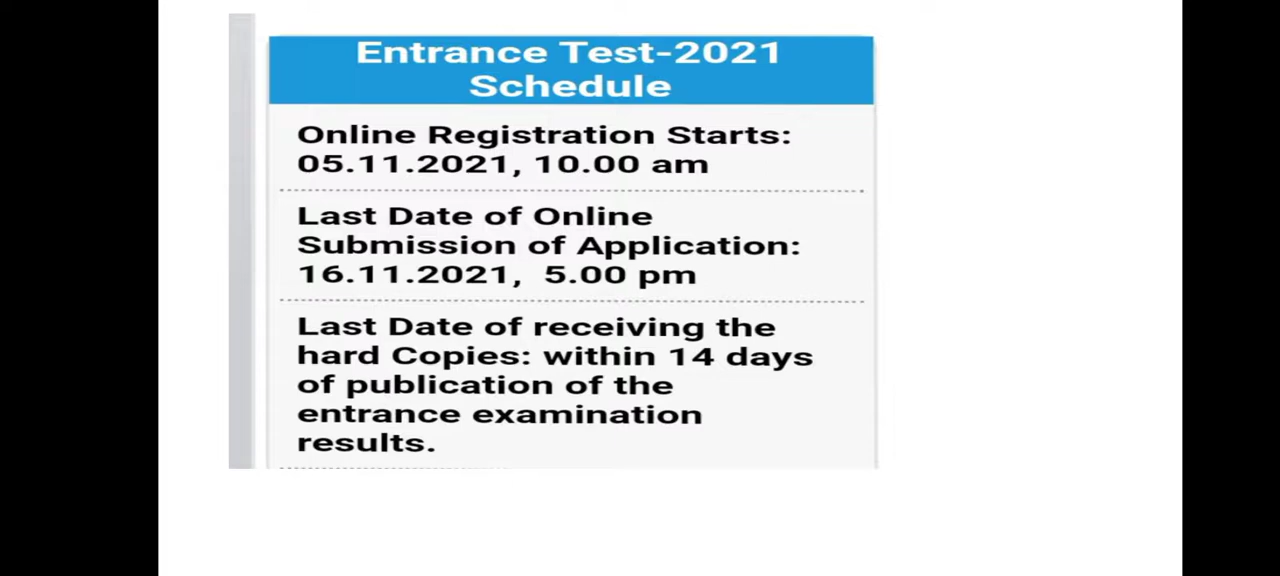 Entrance Test-2021
Schedule
Online Registration Starts:
05.11.2021, 10.00 am
Last Date of Online
Submission of Application:
16.11.2021, 5.00 pm
Last Date of receiving the
hard Copies: within 14 days
of publication of the
entrance examination
results.